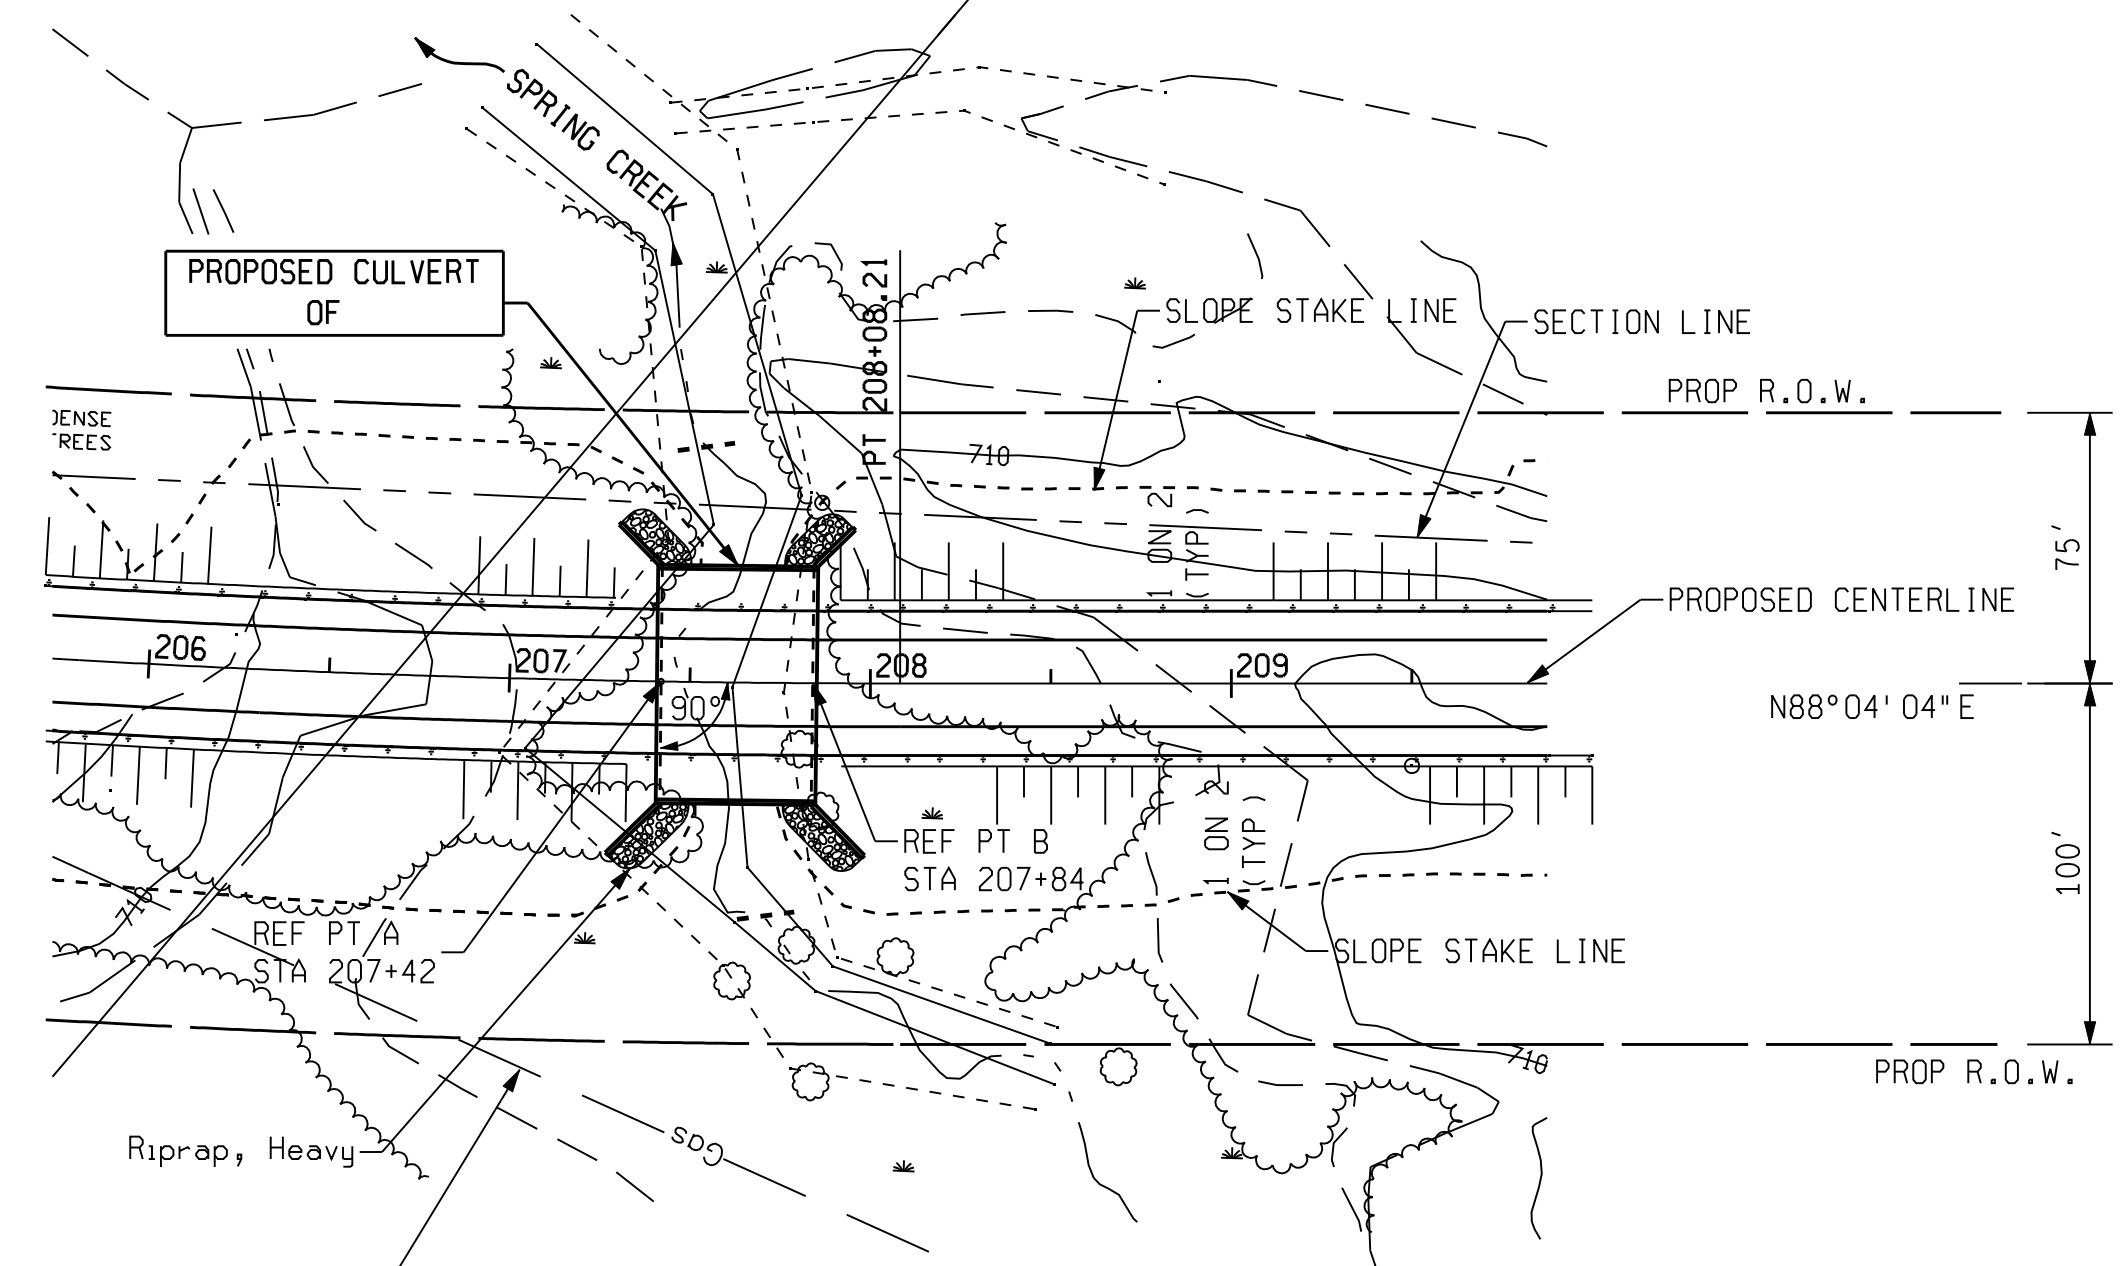 SPRING CREEK
PROPOSED CULVERT
OF
PT 208+08.21
SLOPE STAKE LINE
SECTION LINE
PROP R.O.W.
710
1 ON 2
(TYP)
75'
PROPOSED CENTERLINE
206
207
208
209
90°
N88°04'04"E
REF PT B
STA 207+84
1 ON 2
(TYP)
100'
710
REF PT A
STA 207+42
SLOPE STAKE LINE
710
PROP R.O.W.
Riprap, Heavy
Gas